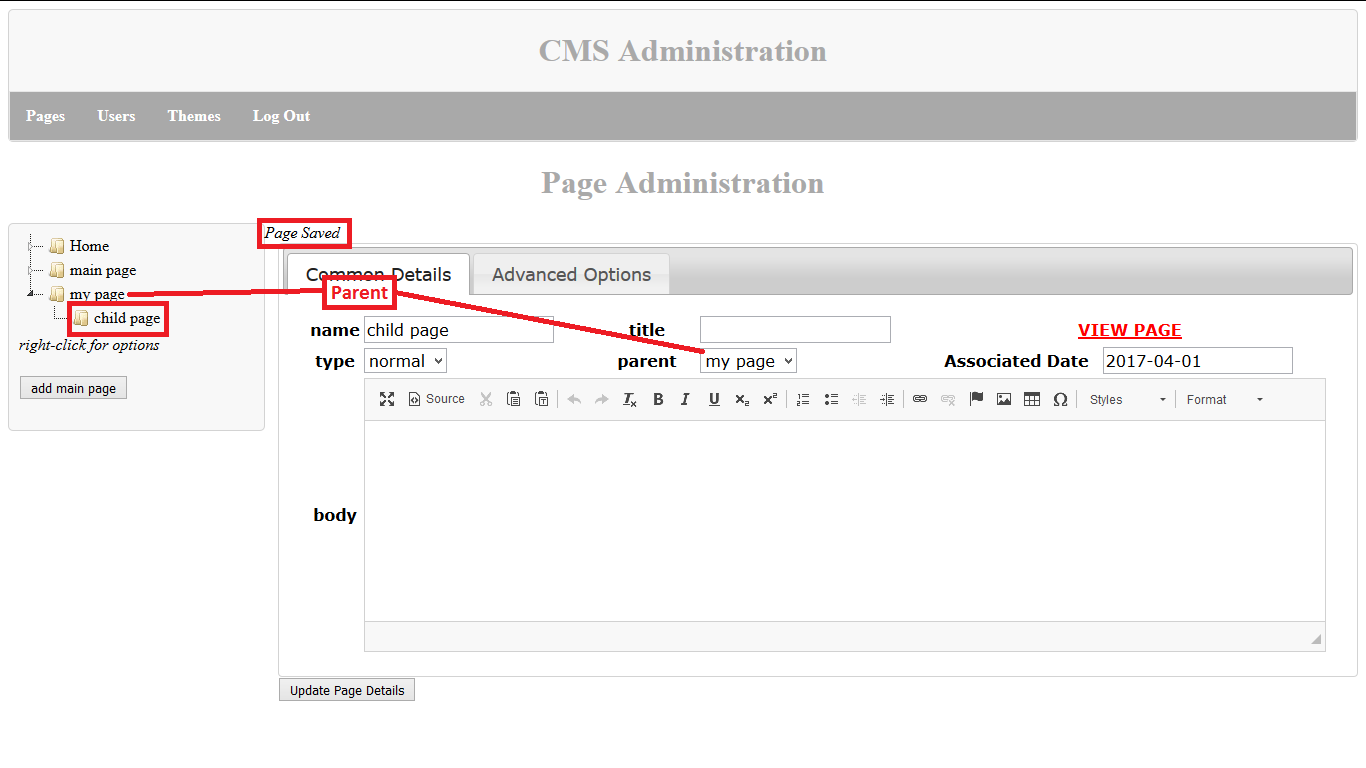 CMS Administration
Pages Users Themes Log Out
Page Administration
Page Saved
Home
main page
my page
child page
right-click for options
add main page
Common Details Advanced Options
Parent
name child page title VIEW PAGE
type normal parent my page Associated Date 2017-04-01
Source Styles Format
body
Update Page Details